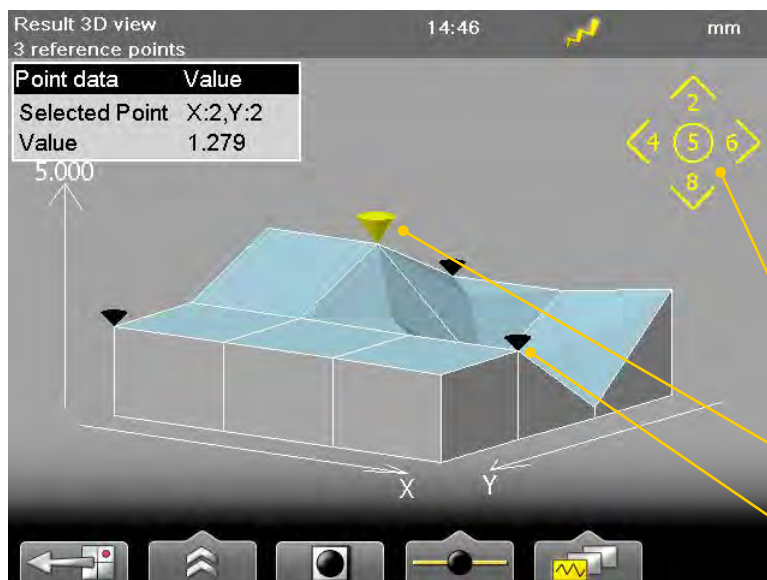 Result 3D view 14:46 mm
3 reference points
Point data Value
Selected Point X:2,Y:2
Value 1.279
2
4 5 6
8
5.000
X Y